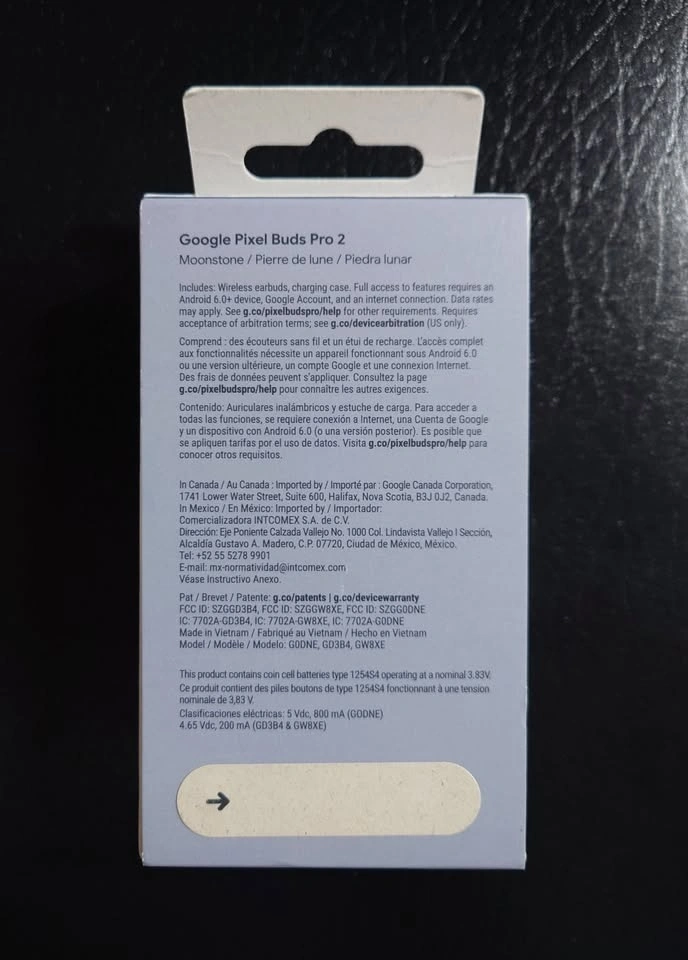 Google Pixel Buds Pro 2
Moonstone / Pierre de lune / Piedra lunar
Includes: Wireless earbuds, charging case. Full access to features requires an
Android 6.0+ device, Google Account, and an internet connection. Data rates
may apply. See g.co/pixelbudspro/help for other requirements. Requires
acceptance of arbitration terms; see g.co/devicearbitration (US only).
Comprend : des écouteurs sans fil et un étui de recharge. L'accès complet
aux fonctionnalités nécessite un appareil fonctionnant sous Android 6.0
ou une version ultérieure, un compte Google et une connexion Internet.
Des frais de données peuvent s'appliquer. Consultez la page
g.co/pixelbudspro/help pour connaître les autres exigences.
Contenido: Auriculares inalámbricos y estuche de carga. Para acceder a
todas las funciones, se requiere conexión a Internet, una Cuenta de Google
y un dispositivo con Android 6.0 (o una versión posterior). Es posible que
se apliquen tarifas por el uso de datos. Visita g.co/pixelbudspro/help para
conocer otros requisitos.
In Canada / Au Canada : Imported by / Importé par : Google Canada Corporation,
1741 Lower Water Street, Suite 600, Halifax, Nova Scotia, B3J 0J2, Canada.
In Mexico / En México: Imported by / Importador:
Comercializadora INTCOMEX S.A. de C.V.
Dirección: Eje Poniente Calzada Vallejo No. 1000 Col. Lindavista Vallejo I Sección,
Alcaldía Gustavo A. Madero, C.P. 07720, Ciudad de México, México.
Tel: +52 55 5278 9901
E-mail: mx-normatividad@intcomex.com
Véase Instructivo Anexo.
Pat / Brevet / Patente: g.co/patents | g.co/devicewarranty
FCC ID: SZGGD3B4, FCC ID: SZGGW8XE, FCC ID: SZGG0DNE
IC: 7702A-GD3B4, IC: 7702A-GW8XE, IC: 7702A-G0DNE
Made in Vietnam / Fabriqué au Vietnam / Hecho en Vietnam
Model / Modèle / Modelo: G0DNE, GD3B4, GW8XE
This product contains coin cell batteries type 1254S4 operating at a nominal 3.83V.
Ce produit contient des piles boutons de type 1254S4 fonctionnant à une tension
nominale de 3,83 V.
Clasificaciones eléctricas: 5 Vdc, 800 mA (G0DNE)
4.65 Vdc, 200 mA (GD3B4 & GW8XE)